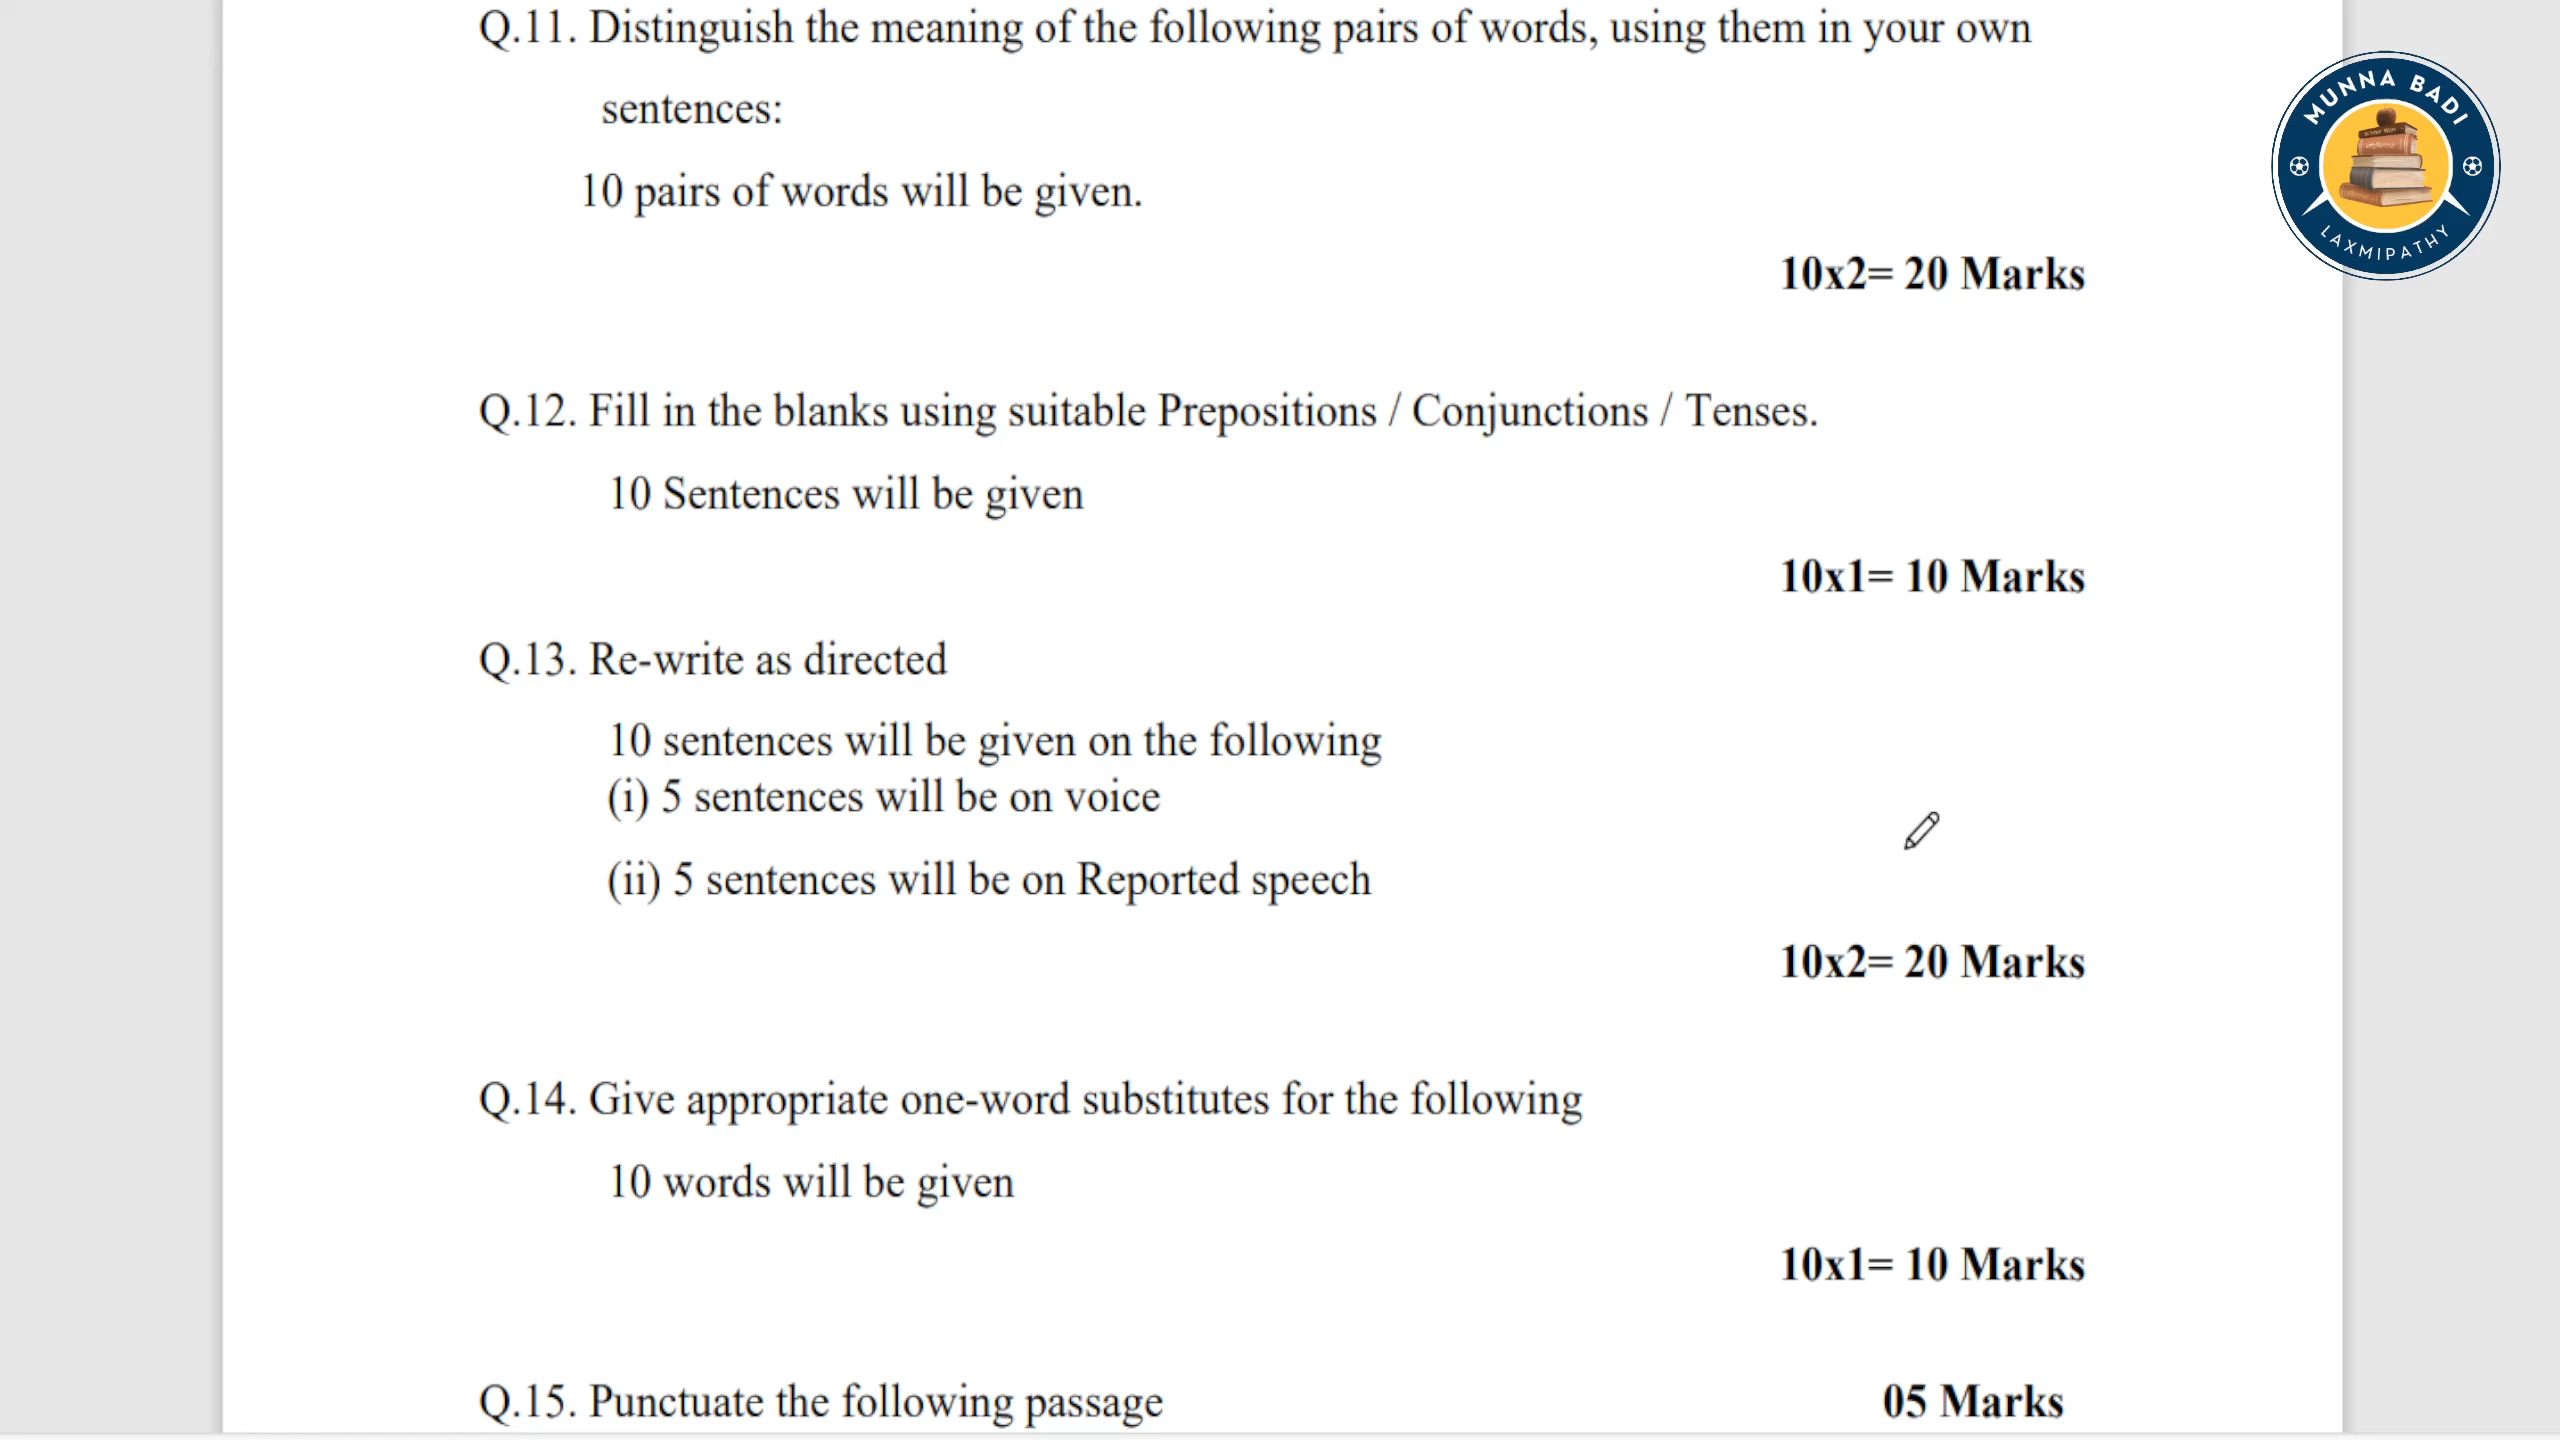 Q.11. Distinguish the meaning of the following pairs of words, using them in your own
sentences:
10 pairs of words will be given.
10x2= 20 Marks
MUNNA BADI
LAXMIPATHY
Q.12. Fill in the blanks using suitable Prepositions / Conjunctions / Tenses.
10 Sentences will be given
10x1= 10 Marks
Q.13. Re-write as directed
10 sentences will be given on the following
(i) 5 sentences will be on voice
(ii) 5 sentences will be on Reported speech
10x2= 20 Marks
Q.14. Give appropriate one-word substitutes for the following
10 words will be given
10x1= 10 Marks
Q.15. Punctuate the following passage 05 Marks